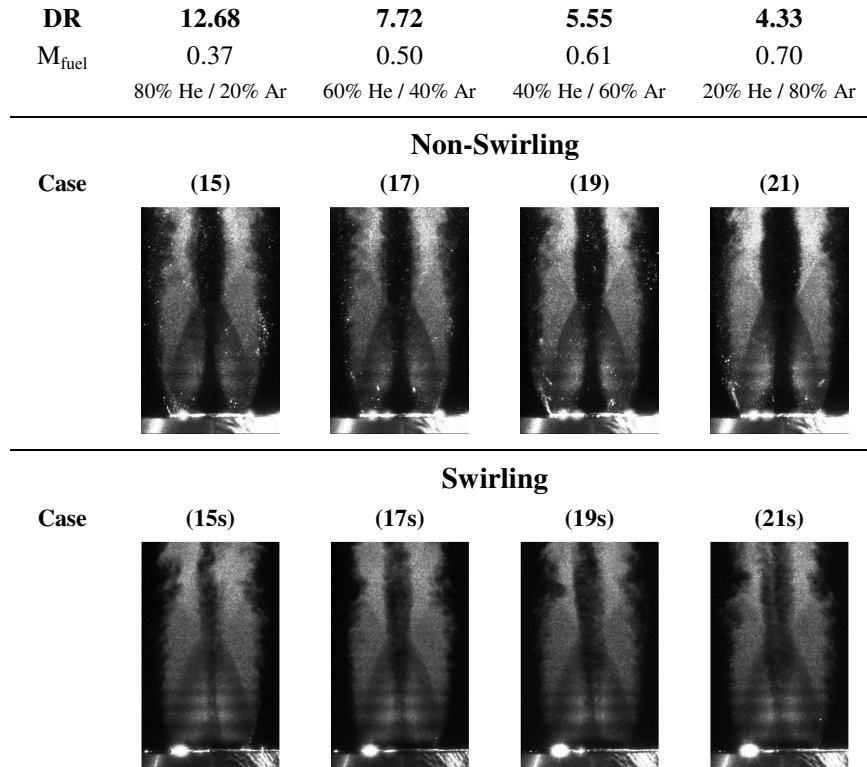 DR 12.68 7.72 5.55 4.33
M_fuel 0.37 0.50 0.61 0.70
80% He / 20% Ar 60% He / 40% Ar 40% He / 60% Ar 20% He / 80% Ar
Non-Swirling
Case (15) (17) (19) (21)
Swirling
Case (15s) (17s) (19s) (21s)